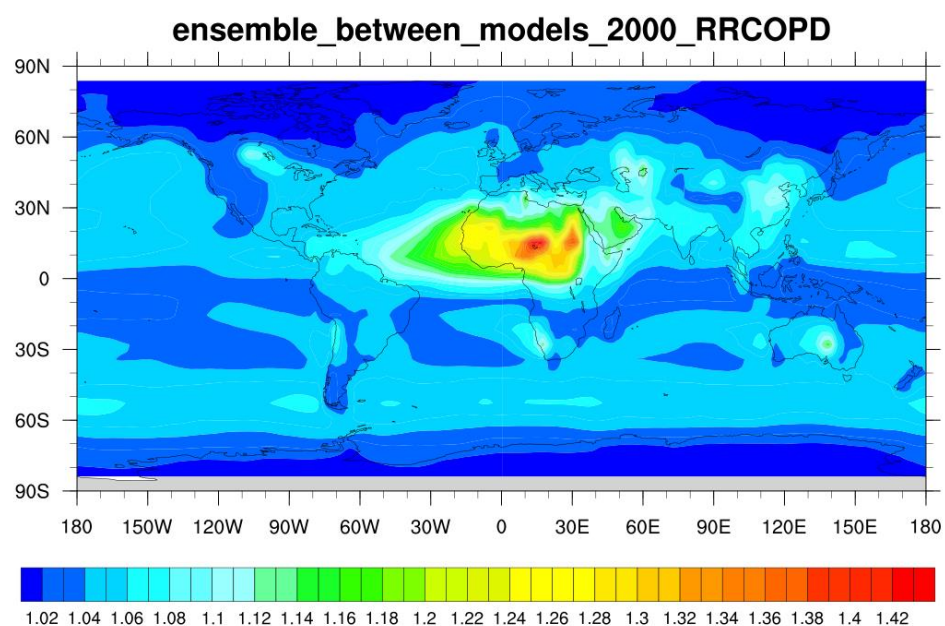 ensemble_between_models_2000_RRCOPD
90N
60N
30N
0
30S
60S
90S
180 150W 120W 90W 60W 30W 0 30E 60E 90E 120E 150E 180
1.02 1.04 1.06 1.08 1.1 1.12 1.14 1.16 1.18 1.2 1.22 1.24 1.26 1.28 1.3 1.32 1.34 1.36 1.38 1.4 1.42